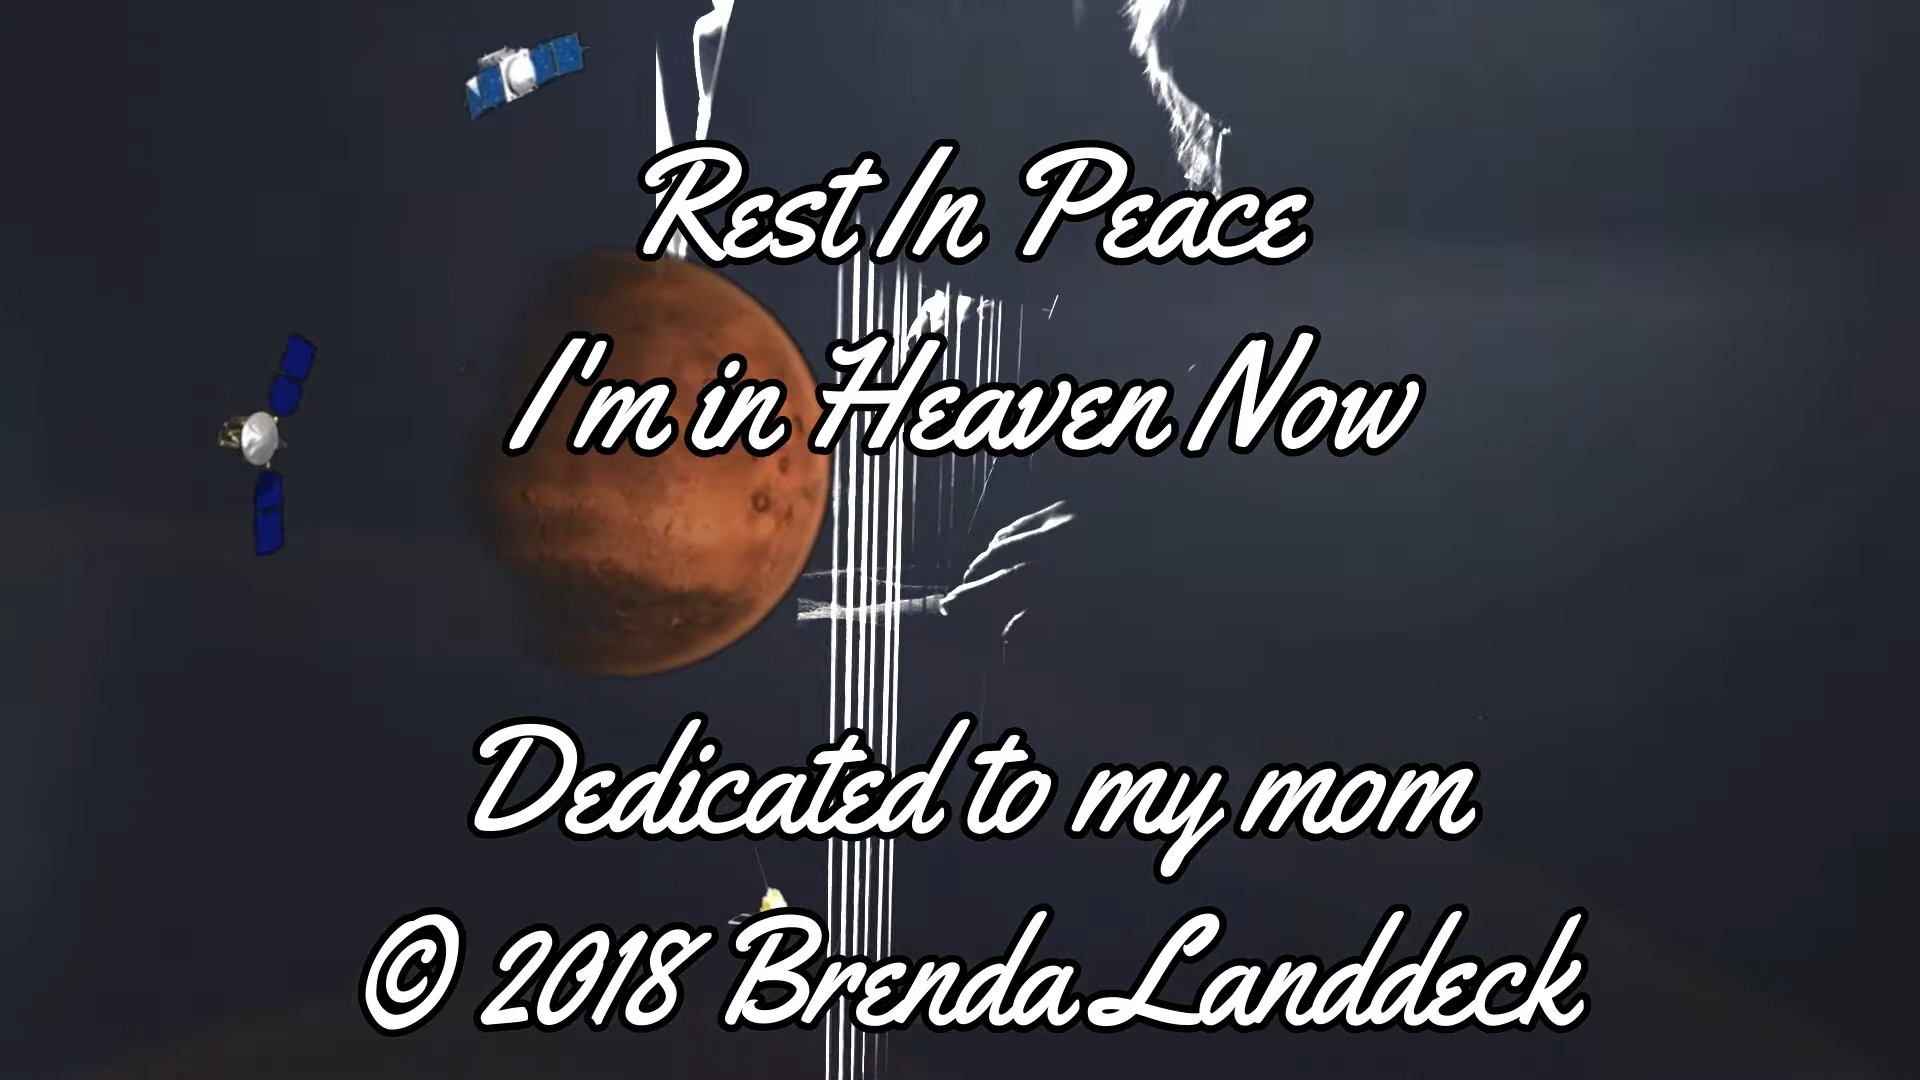 Rest In Peace
I'm in Heaven Now
Dedicated to my mom
© 2018 Brenda Landdeck